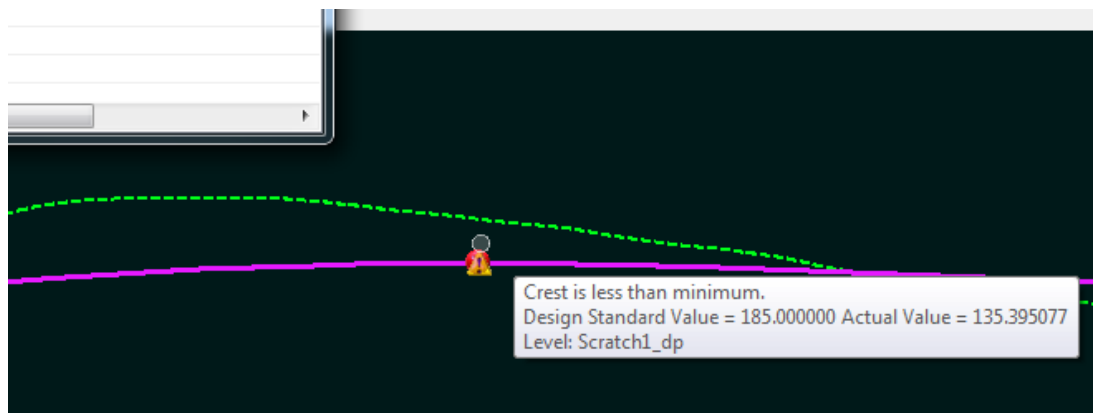 Crest is less than minimum.
Design Standard Value = 185.000000 Actual Value = 135.395077
Level: Scratch1_dp